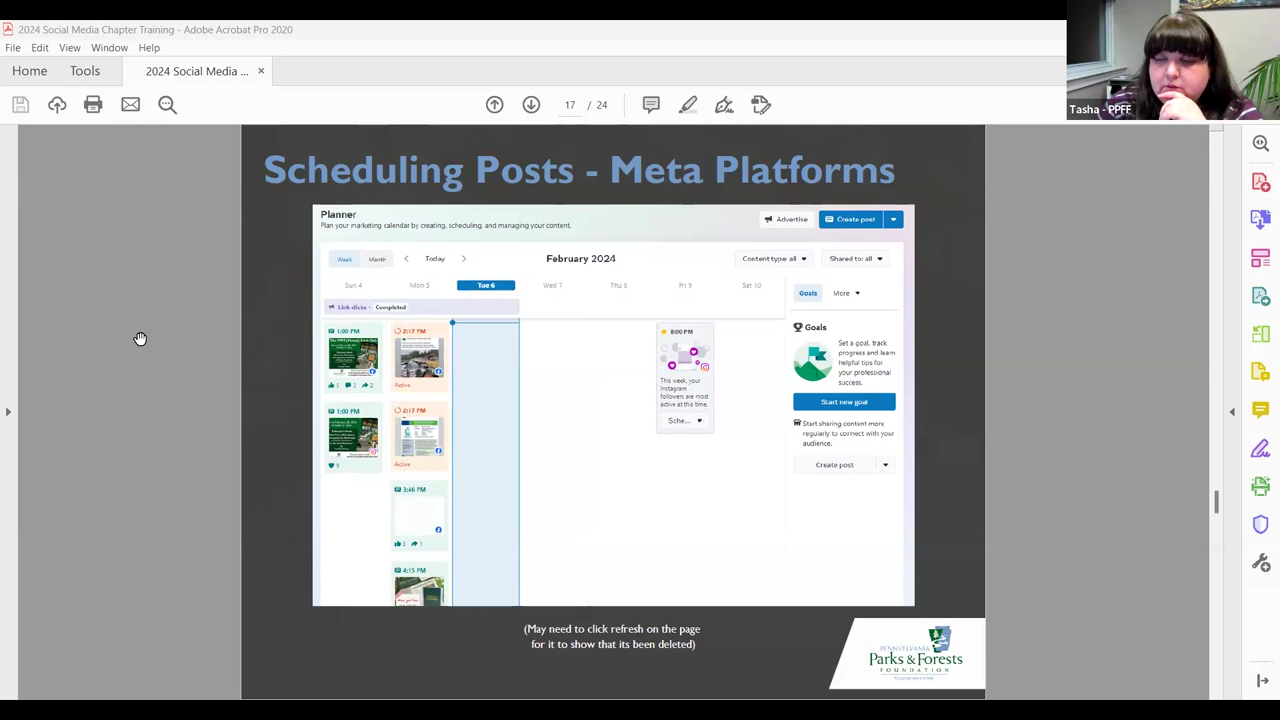 2024 Social Media Chapter Training - Adobe Acrobat Pro 2020
File Edit View Window Help
Home Tools 2024 Social Media ... ×
17 / 24
Tasha - PPFF
Scheduling Posts - Meta Platforms
Planner
Plan your marketing calendar by creating, scheduling, and managing your content.
Advertise Create post
Week Month Today February 2024 Content type: all Shared to: all
Sun 4 Mon 5 Tue 6 Wed 7 Thu 8 Fri 9 Sat 10
Goals More
Link clicks - Completed
1:00 PM 2:17 PM 8:00 PM
5 2 2 Active
This week, your
Instagram
followers are most
active at this time.
Sche...
Goals
Set a goal, track
progress and learn
helpful tips for
your professional
success.
Start new goal
Start sharing content more
regularly to connect with your
audience.
Create post
1:00 PM 2:17 PM
9 Active
3:46 PM
3 1
4:15 PM
(May need to click refresh on the page
for it to show that its been deleted)
PENNSYLVANIA
Parks & Forests
FOUNDATION